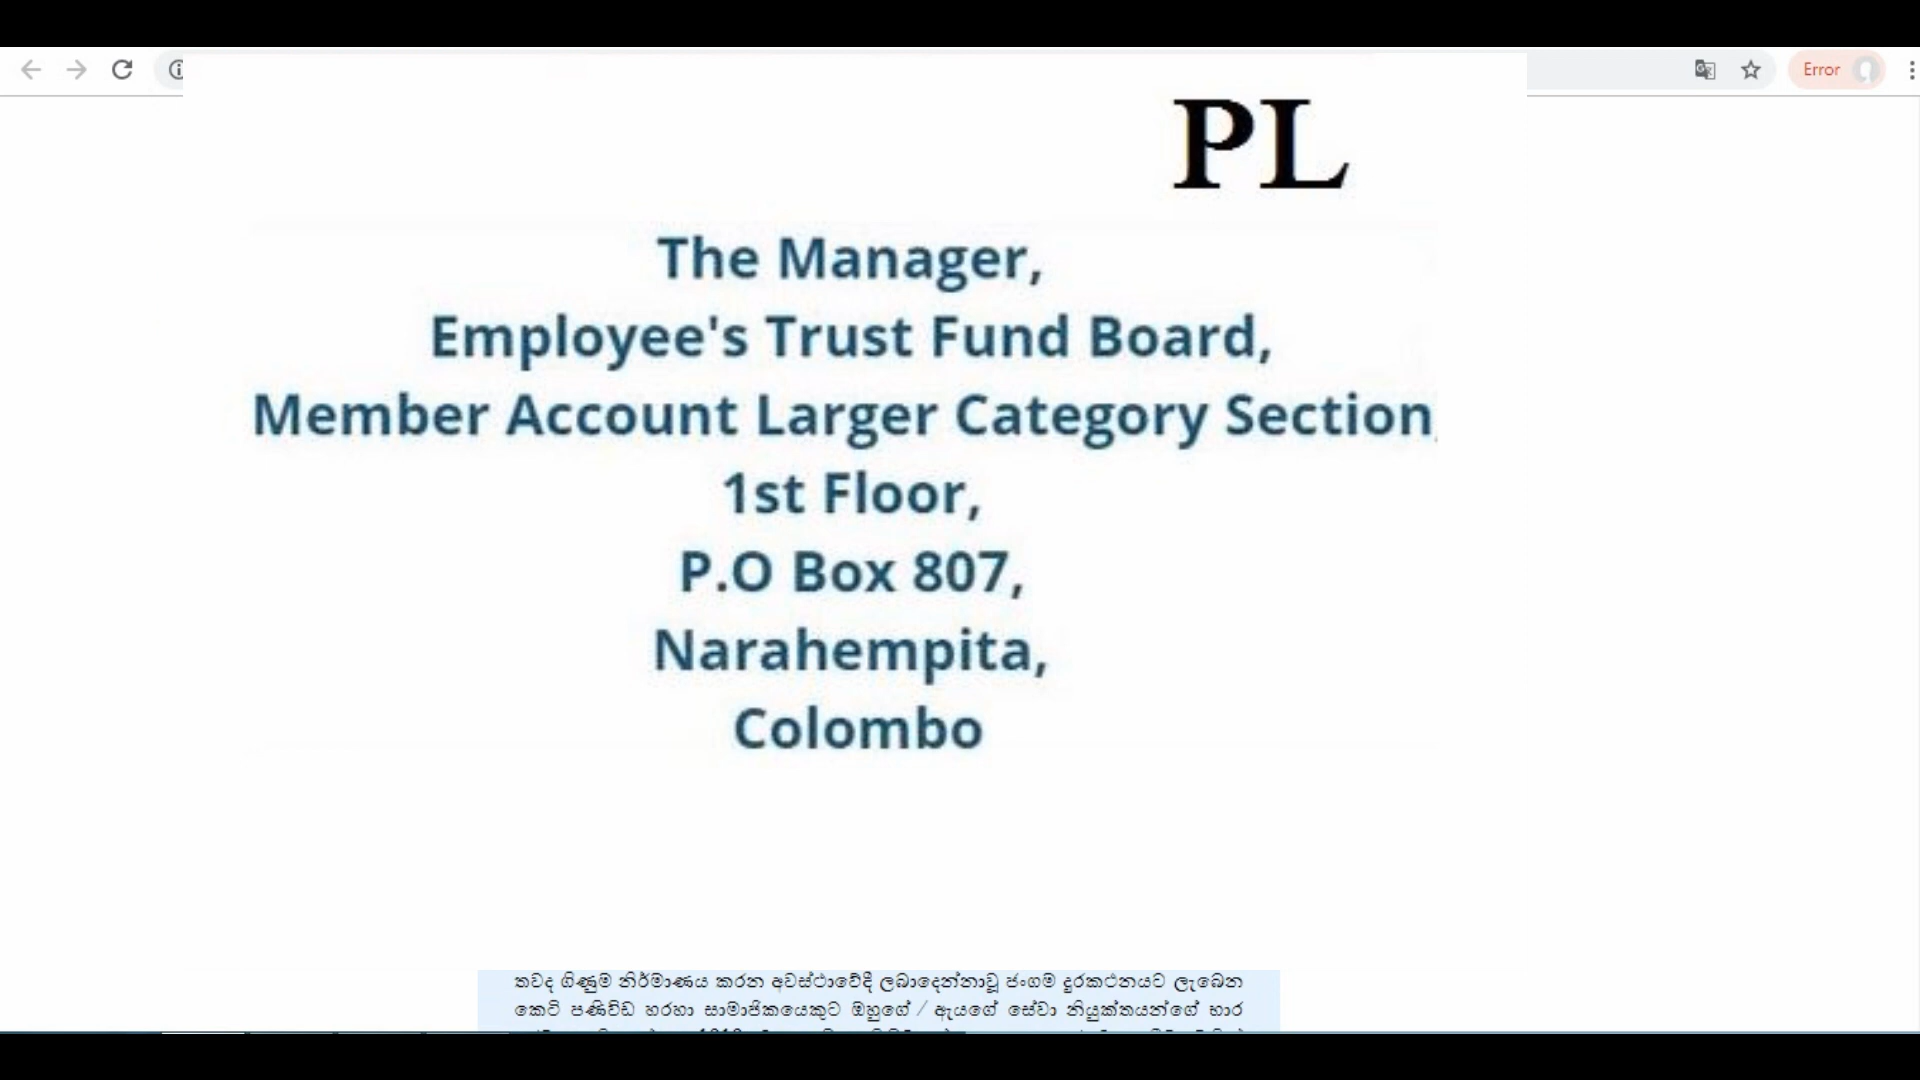 Error
PL
The Manager,
Employee's Trust Fund Board,
Member Account Larger Category Section,
1st Floor,
P.O Box 807,
Narahempita,
Colombo
තවද ගිණුම නිර්මාණය කරන අවස්ථාවේදී ලබාදෙන්නාවූ ජංගම දුරකථනයට ලැබෙන
කෙටි පණිවිඩ හරහා සාමාජිකයෙකුට ඔහුගේ / ඇයගේ සේවා නියුක්තයන්ගේ භාර